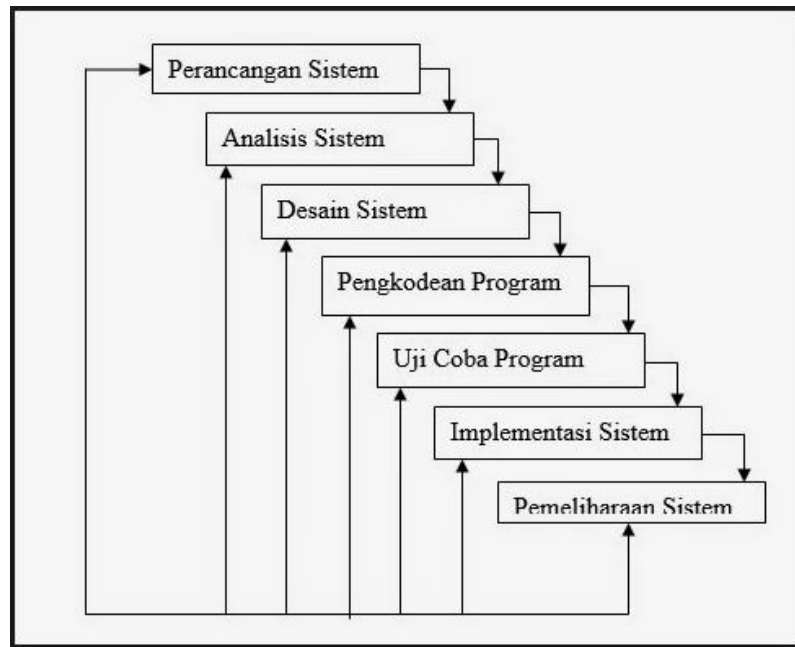 Perancangan Sistem
Analisis Sistem
Desain Sistem
Pengkodean Program
Uji Coba Program
Implementasi Sistem
Pemeliharaan Sistem